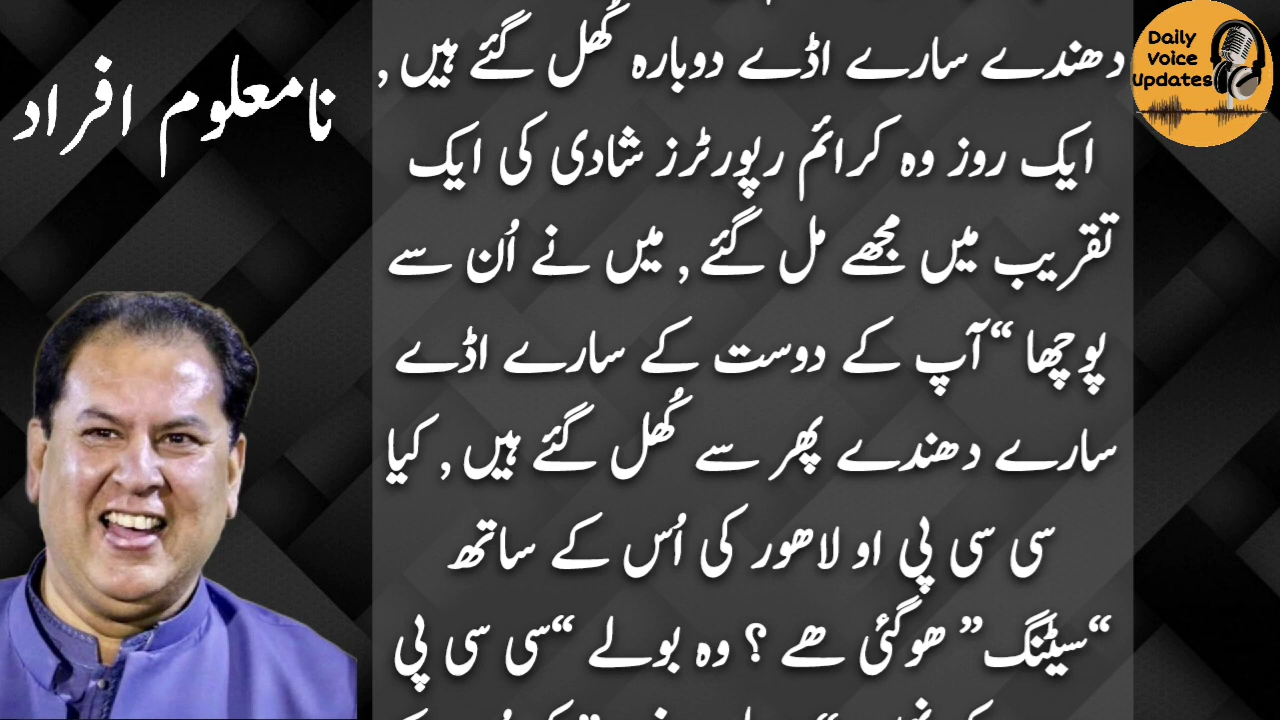 نامعلوم افراد
دھندے سارے اڈے دوبارہ کُھل گئے ہیں ,
ایک روز وہ کرائم رپورٹرز شادی کی ایک
تقریب میں مجھے مل گئے , میں نے اُن سے
پوچھا “آپ کے دوست کے سارے اڈے
سارے دھندے پھر سے کُھل گئے ہیں , کیا
سی سی پی او لاھور کی اُس کے ساتھ
“سیٹنگ” ھوگئی ھے ؟ وہ بولے “سی سی پی
Daily
Voice
Updates